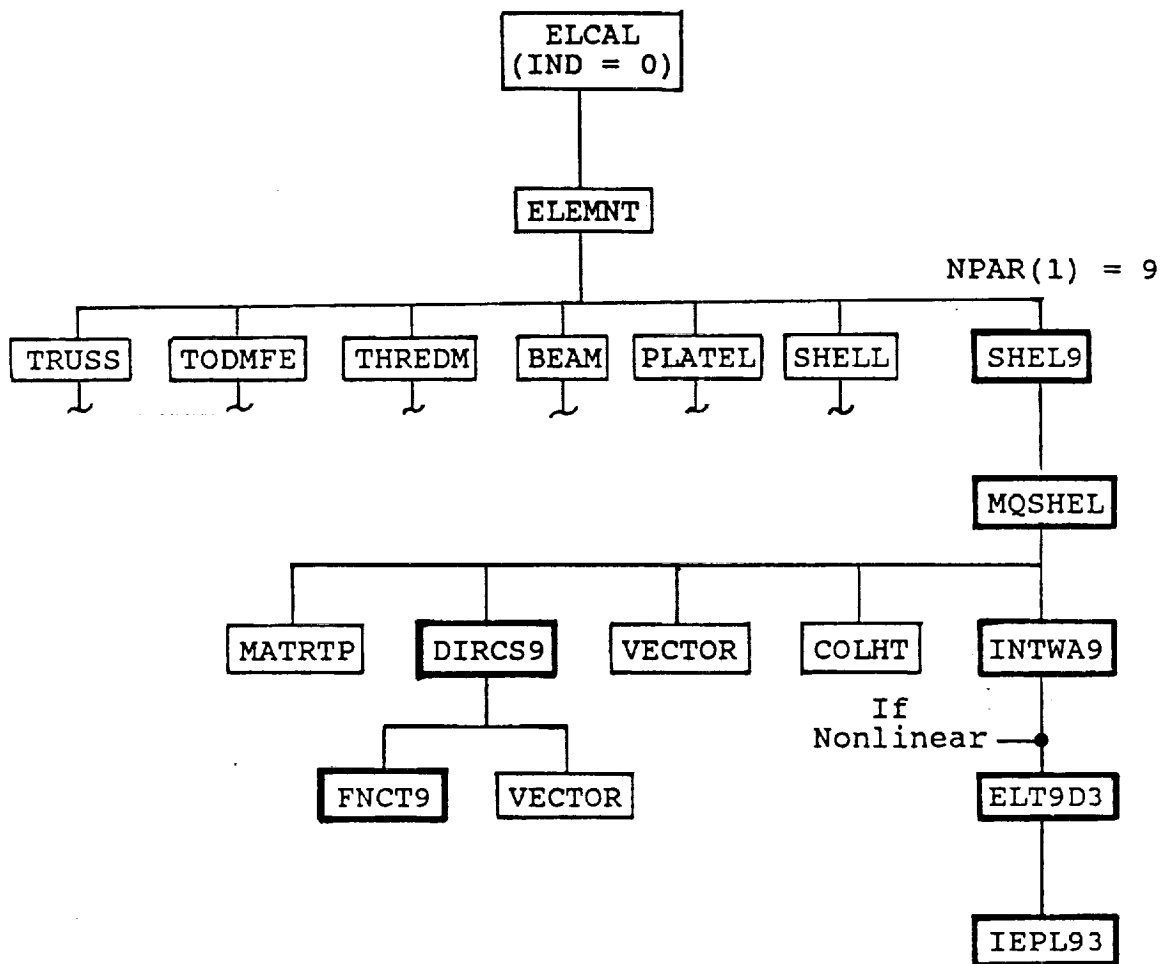 ELCAL
(IND = 0)
ELEMNT
NPAR(1) = 9
TRUSS
TODMFE
THREDM
BEAM
PLATEL
SHELL
SHEL9
MQSHEL
MATRTP
DIRCS9
VECTOR
COLHT
INTWA9
If
Nonlinear
FNCT9
VECTOR
ELT9D3
IEPL93